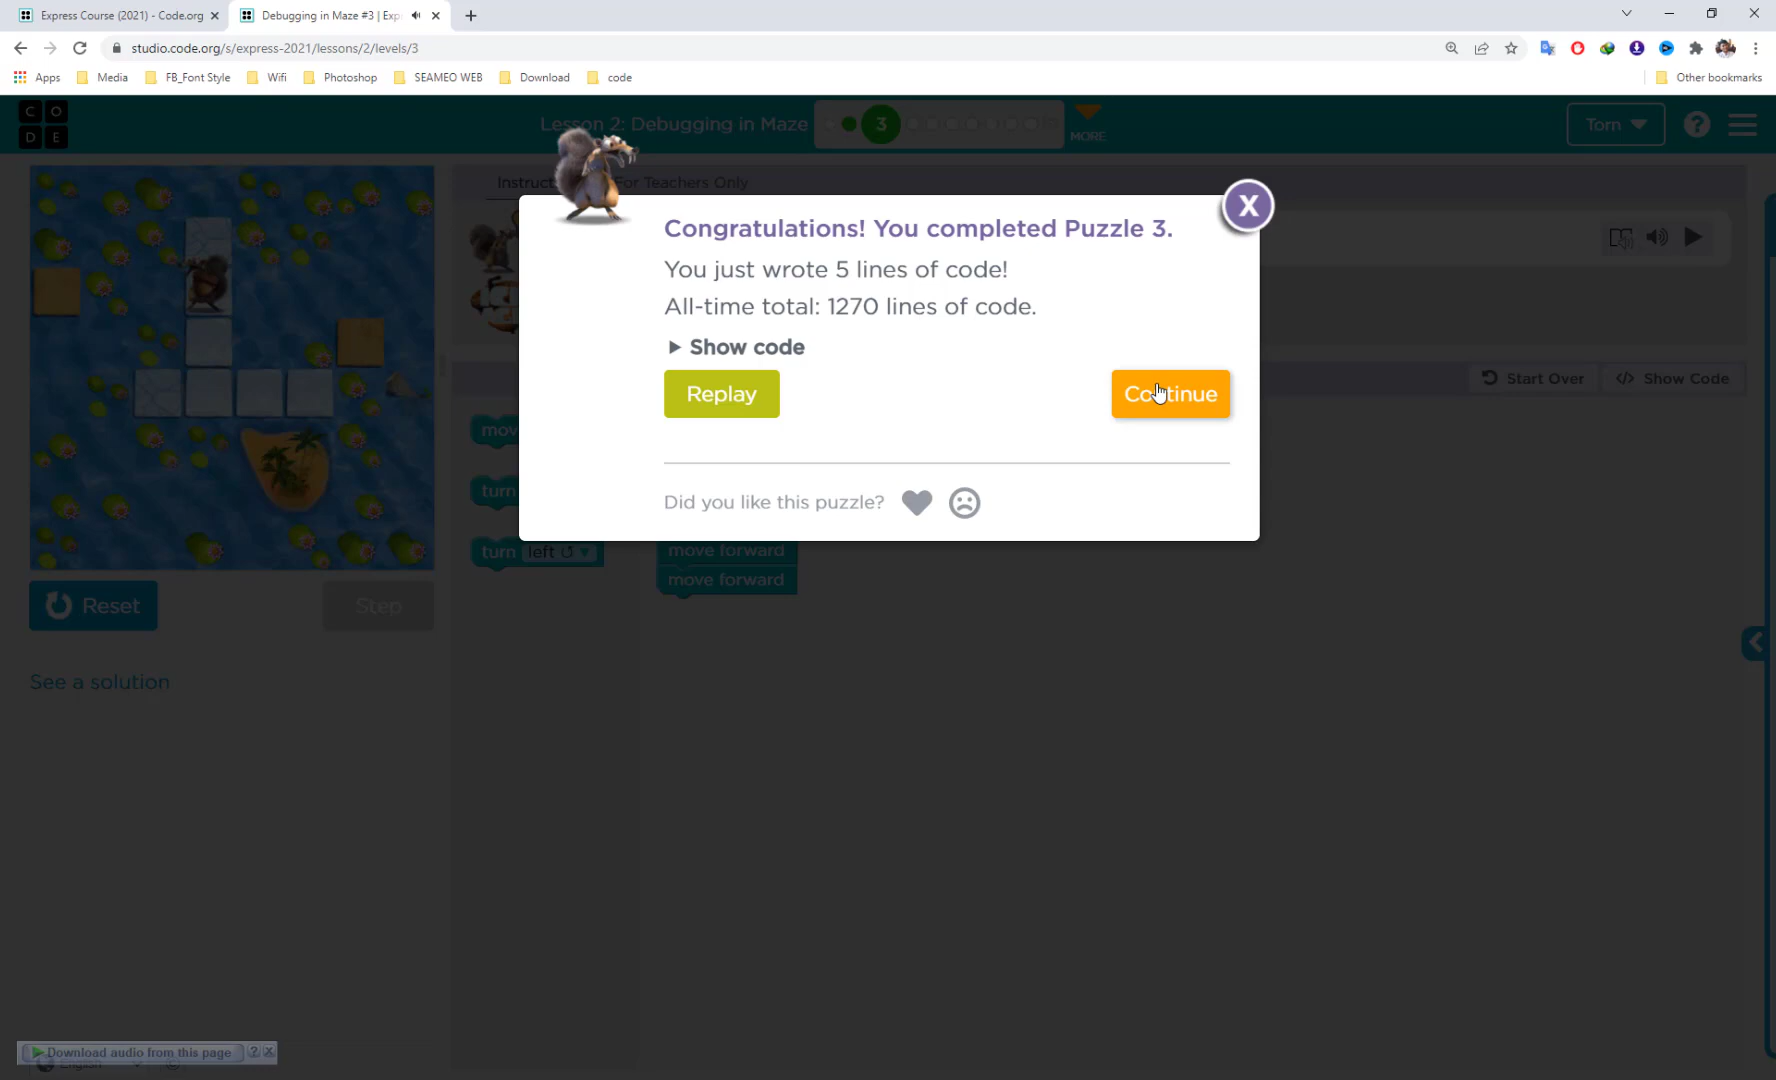 Express Course (2021) - Code.org
Debugging in Maze #3 | Exp
studio.code.org/s/express-2021/lessons/2/levels/3
Apps
Media
FB_Font Style
Wifi
Photoshop
SEAMEO WEB
Download
code
Other bookmarks
C O
D E
Lesson 2: Debugging in Maze
3
MORE
Torn
?
For Teachers Only
X
Congratulations! You completed Puzzle 3.
You just wrote 5 lines of code!
All-time total: 1270 lines of code.
Show code
Replay
Continue
Start Over
</> Show Code
Did you like this puzzle?
turn
turn left
move forward
move forward
Reset
Step
See a solution
Download audio from this page
?
English